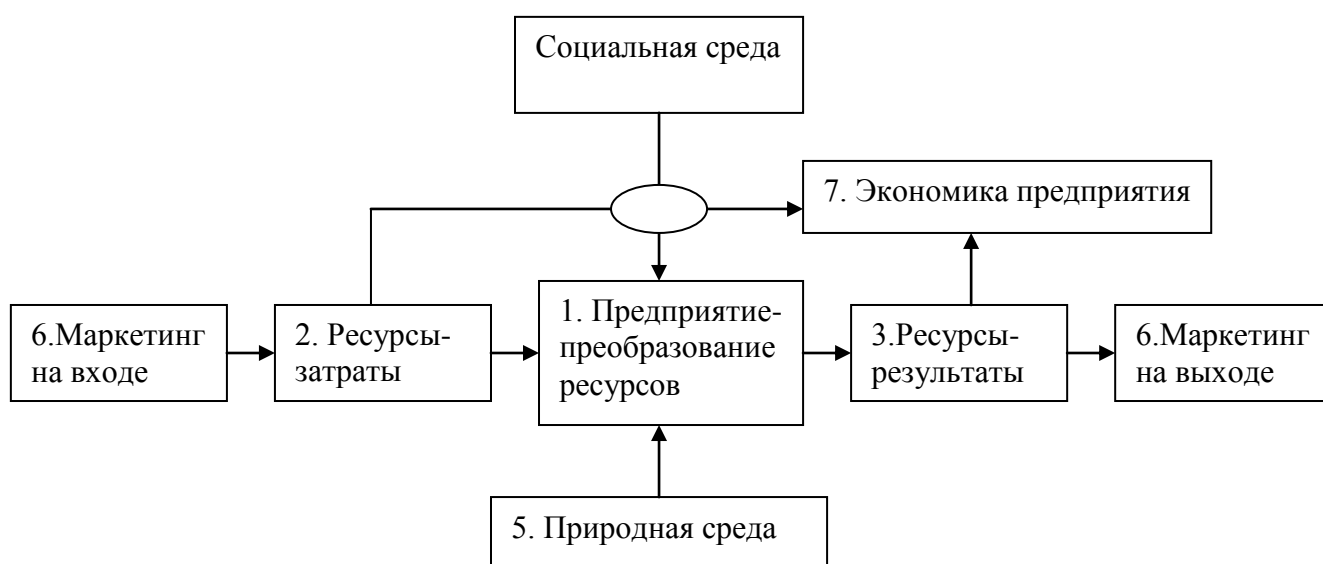 Социальная среда
7. Экономика предприятия
6.Маркетинг
на входе
2. Ресурсы-
затраты
1. Предприятие-
преобразование
ресурсов
3.Ресурсы-
результаты
6.Маркетинг
на выходе
5. Природная среда